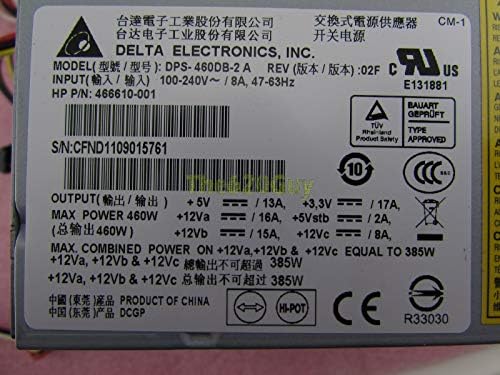 台達電子工業股份有限公司 交換式電源供應器 CM-1
台达电子工业股份有限公司 开关电源
DELTA ELECTRONICS, INC.
MODEL(型號/型号): DPS-460DB-2 A REV (版本/版本) :02F
INPUT(輸入/输入) 100-240V~ / 8A, 47-63Hz
HP P/N: 466610-001
C UL US
E131881
TÜV
Rheinland
BAUART
GEPRÜFT
TYPE
APPROVED
S/N:CFND1109015761
10
The620Guy
OUTPUT(輸出/输出) +5V ⎓ / 13A, +3,3V ⎓ / 17A,
MAX POWER 460W +12Va ⎓ / 16A, +5Vstb ⎓ / 2A,
(总输出460W) +12Vb ⎓ / 15A, +12Vc ⎓ / 8A,
MAX. COMBINED POWER ON +12Va,+12Vb & +12Vc EQUAL TO 385W
+12Va, +12Vb & +12Vc 總輸出不可超過 385W
+12Va, +12Vb & +12Vc 总输出不可超过 385W
中國(東莞)產品 PRODUCT OF CHINA
中国(东莞)产品 DCGP
HI-POT
R33030